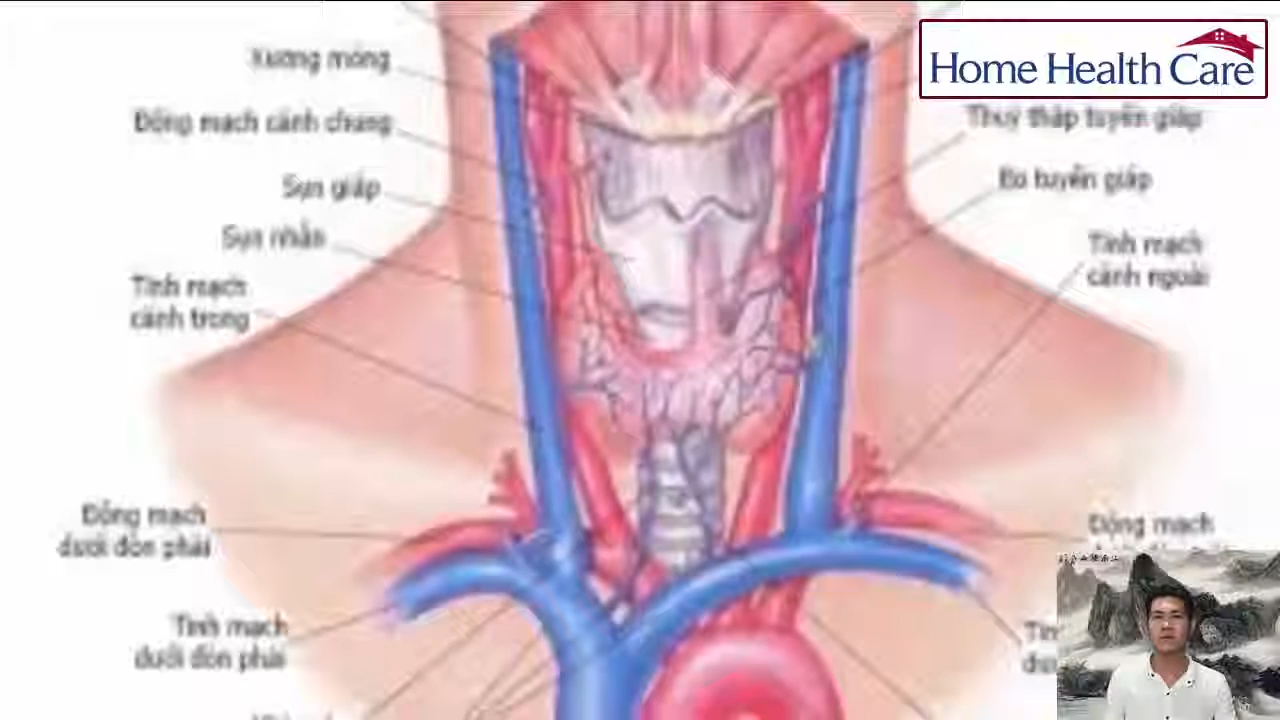 Home Health Care
Xương móng
Động mạch cảnh chung
Sụn giáp
Sụn nhẫn
Tĩnh mạch
cảnh trong
Động mạch
dưới đòn phải
Tĩnh mạch
dưới đòn phải
Thuỳ tháp tuyến giáp
Eo tuyến giáp
Tĩnh mạch
cảnh ngoài
Động mạch